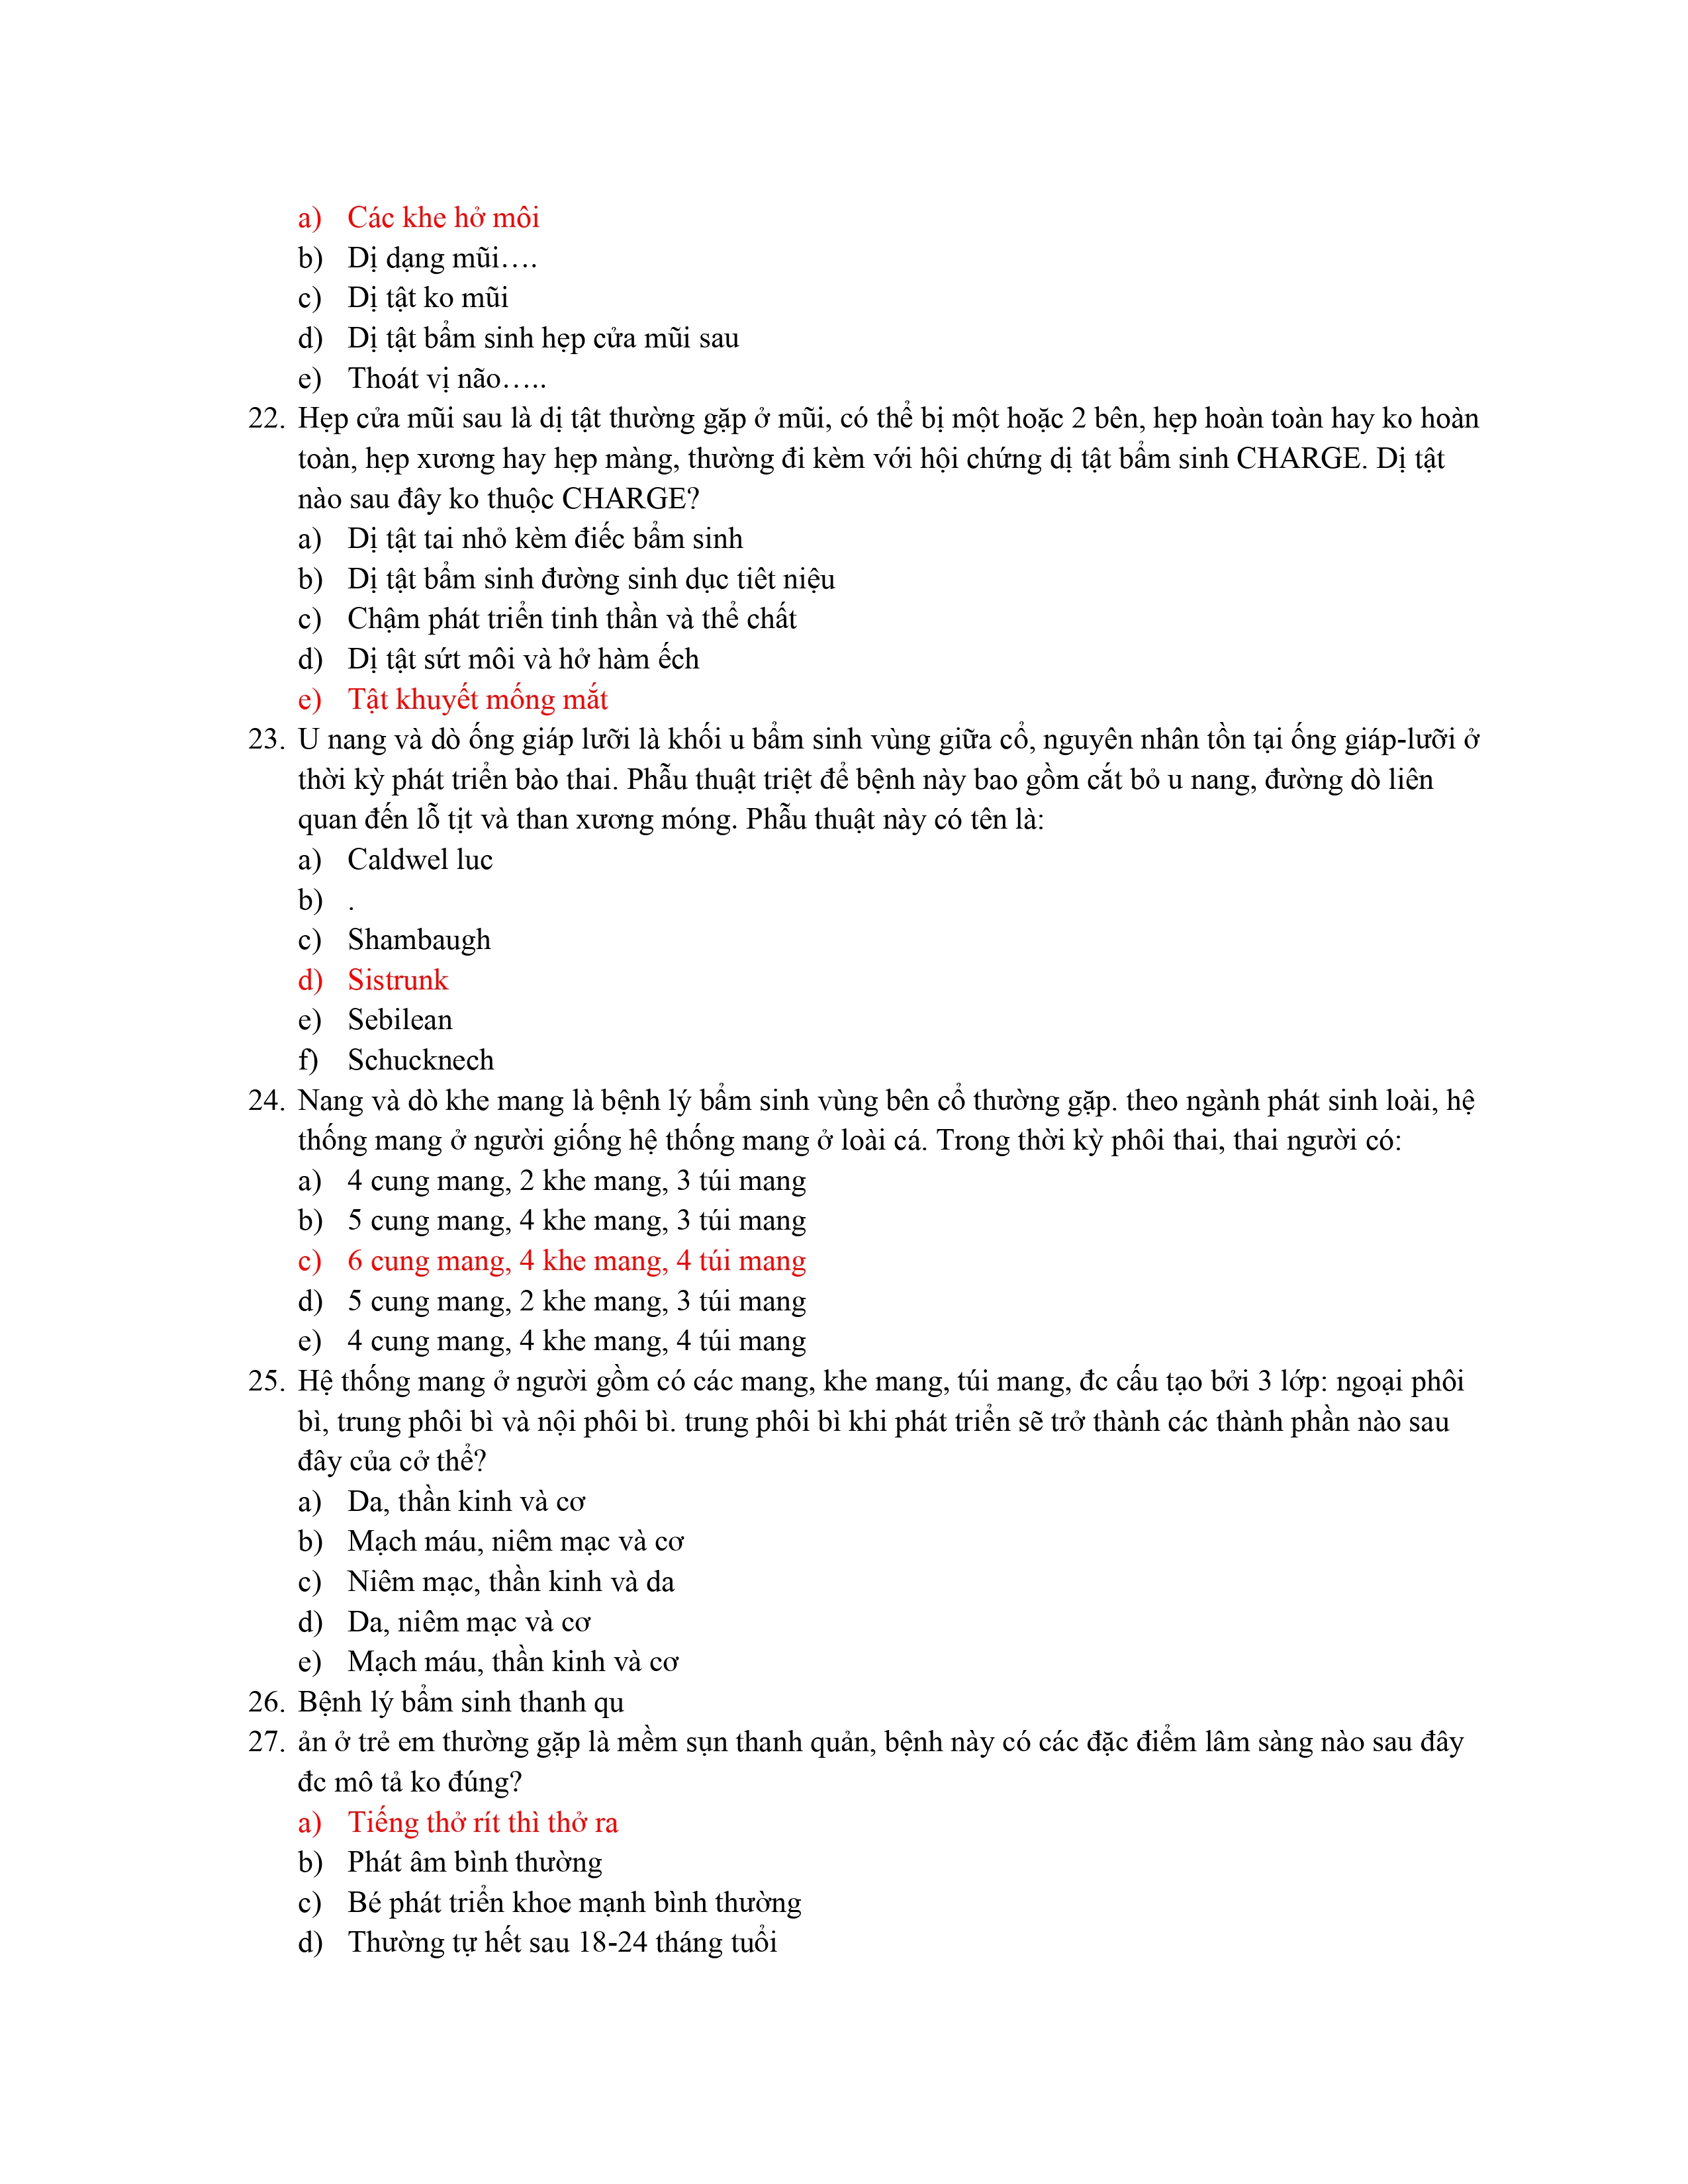 a) Các khe hở môi
b) Dị dạng mũi….
c) Dị tật ko mũi
d) Dị tật bẩm sinh hẹp cửa mũi sau
e) Thoát vị não…..
22. Hẹp cửa mũi sau là dị tật thường gặp ở mũi, có thể bị một hoặc 2 bên, hẹp hoàn toàn hay ko hoàn
toàn, hẹp xương hay hẹp màng, thường đi kèm với hội chứng dị tật bẩm sinh CHARGE. Dị tật
nào sau đây ko thuộc CHARGE?
a) Dị tật tai nhỏ kèm điếc bẩm sinh
b) Dị tật bẩm sinh đường sinh dục tiêt niệu
c) Chậm phát triển tinh thần và thể chất
d) Dị tật sứt môi và hở hàm ếch
e) Tật khuyết mống mắt
23. U nang và dò ống giáp lưỡi là khối u bẩm sinh vùng giữa cổ, nguyên nhân tồn tại ống giáp-lưỡi ở
thời kỳ phát triển bào thai. Phẫu thuật triệt để bệnh này bao gồm cắt bỏ u nang, đường dò liên
quan đến lỗ tịt và than xương móng. Phẫu thuật này có tên là:
a) Caldwel luc
b) .
c) Shambaugh
d) Sistrunk
e) Sebilean
f) Schucknech
24. Nang và dò khe mang là bệnh lý bẩm sinh vùng bên cổ thường gặp. theo ngành phát sinh loài, hệ
thống mang ở người giống hệ thống mang ở loài cá. Trong thời kỳ phôi thai, thai người có:
a) 4 cung mang, 2 khe mang, 3 túi mang
b) 5 cung mang, 4 khe mang, 3 túi mang
c) 6 cung mang, 4 khe mang, 4 túi mang
d) 5 cung mang, 2 khe mang, 3 túi mang
e) 4 cung mang, 4 khe mang, 4 túi mang
25. Hệ thống mang ở người gồm có các mang, khe mang, túi mang, đc cấu tạo bởi 3 lớp: ngoại phôi
bì, trung phôi bì và nội phôi bì. trung phôi bì khi phát triển sẽ trở thành các thành phần nào sau
đây của cở thể?
a) Da, thần kinh và cơ
b) Mạch máu, niêm mạc và cơ
c) Niêm mạc, thần kinh và da
d) Da, niêm mạc và cơ
e) Mạch máu, thần kinh và cơ
26. Bệnh lý bẩm sinh thanh qu
27. ản ở trẻ em thường gặp là mềm sụn thanh quản, bệnh này có các đặc điểm lâm sàng nào sau đây
đc mô tả ko đúng?
a) Tiếng thở rít thì thở ra
b) Phát âm bình thường
c) Bé phát triển khoe mạnh bình thường
d) Thường tự hết sau 18-24 tháng tuổi